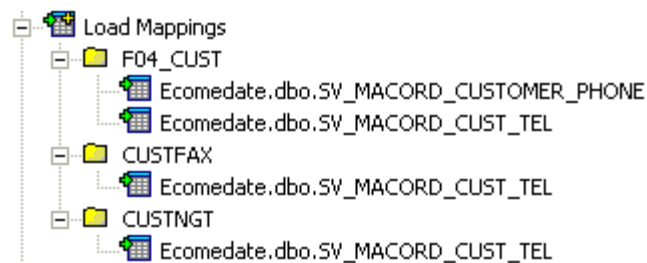 Load Mappings
F04_CUST
Ecomedate.dbo.SV_MACORD_CUSTOMER_PHONE
Ecomedate.dbo.SV_MACORD_CUST_TEL
CUSTFAX
Ecomedate.dbo.SV_MACORD_CUST_TEL
CUSTNGT
Ecomedate.dbo.SV_MACORD_CUST_TEL